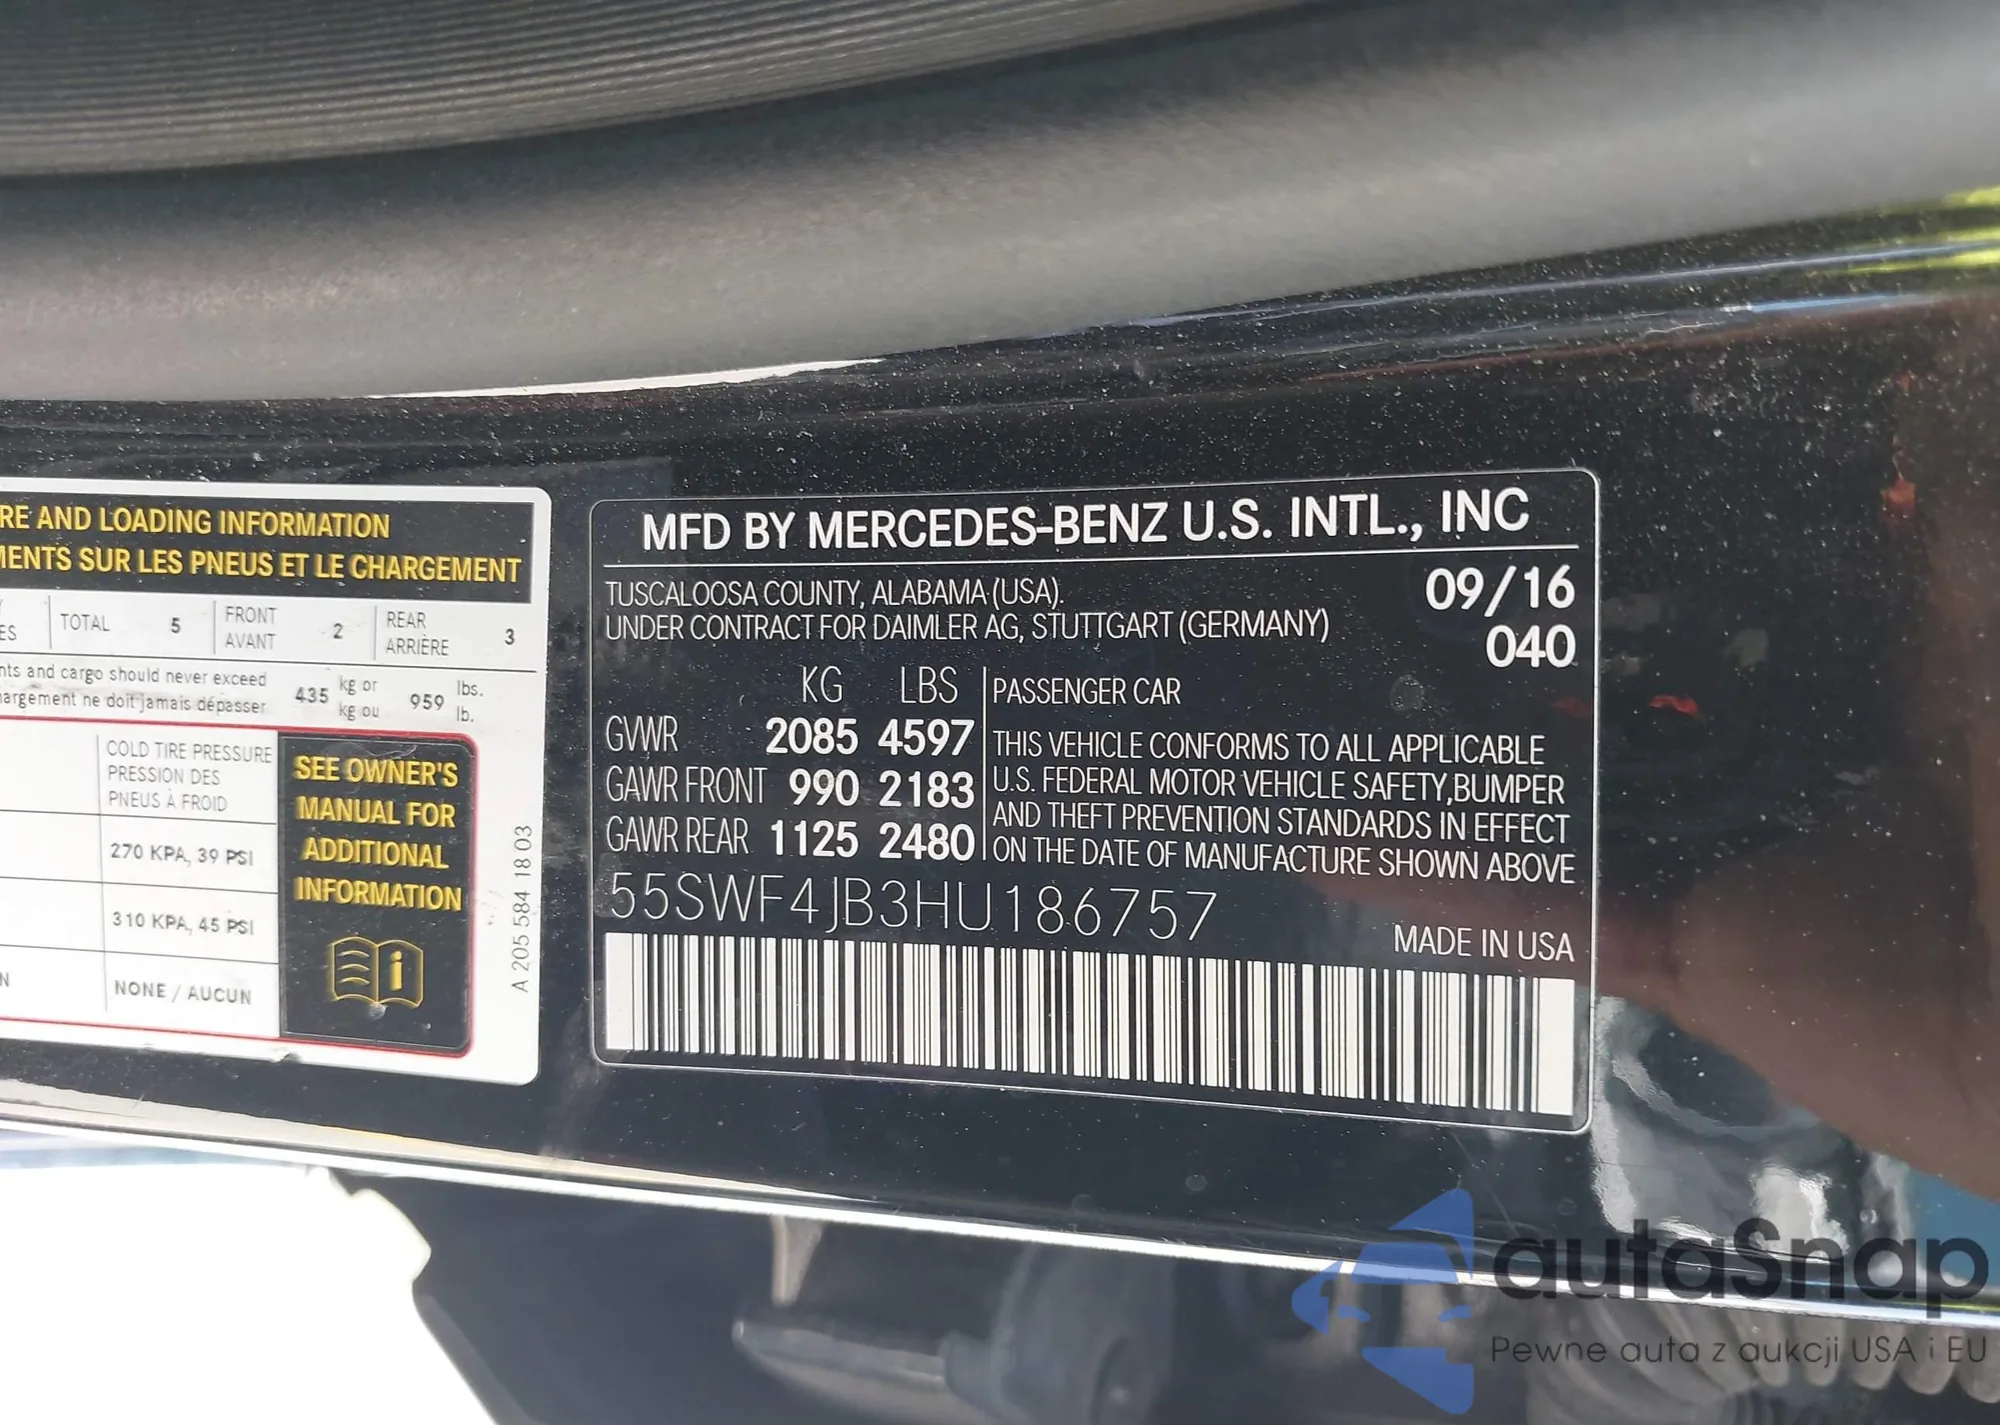 RE AND LOADING INFORMATION
MENTS SUR LES PNEUS ET LE CHARGEMENT
TOTAL 5 FRONT AVANT 2 REAR ARRIÈRE 3
ES
nts and cargo should never exceed
argement ne doit jamais dépasser
435 kg or 959 lbs.
kg ou lb.
COLD TIRE PRESSURE
PRESSION DES
PNEUS À FROID
270 KPA, 39 PSI
310 KPA, 45 PSI
N
NONE / AUCUN
SEE OWNER'S
MANUAL FOR
ADDITIONAL
INFORMATION
i
A 205 584 18 03
MFD BY MERCEDES-BENZ U.S. INTL., INC
TUSCALOOSA COUNTY, ALABAMA (USA). 09/16
UNDER CONTRACT FOR DAIMLER AG, STUTTGART (GERMANY) 040
KG LBS
GVWR 2085 4597
GAWR FRONT 990 2183
GAWR REAR 1125 2480
PASSENGER CAR
THIS VEHICLE CONFORMS TO ALL APPLICABLE
U.S. FEDERAL MOTOR VEHICLE SAFETY,BUMPER
AND THEFT PREVENTION STANDARDS IN EFFECT
ON THE DATE OF MANUFACTURE SHOWN ABOVE
55SWF4JB3HU186757
MADE IN USA
autaSnap
Pewne auta z aukcji USA i EU